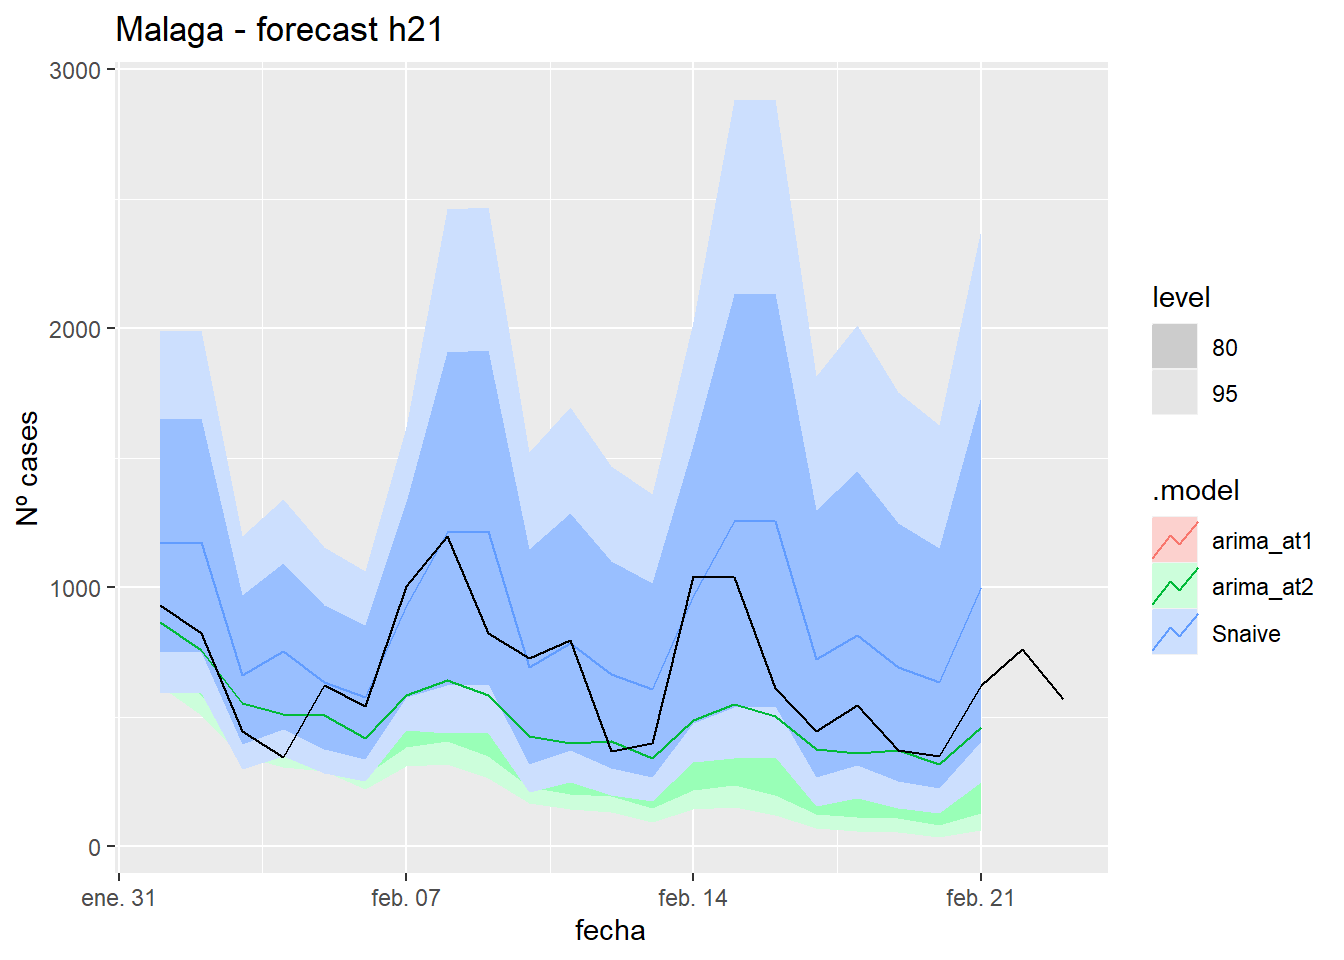 Malaga - forecast h21
3000
2000
1000
0
Nº cases
ene. 31
feb. 07
feb. 14
feb. 21
fecha
level
80
95
.model
arima_at1
arima_at2
Snaive